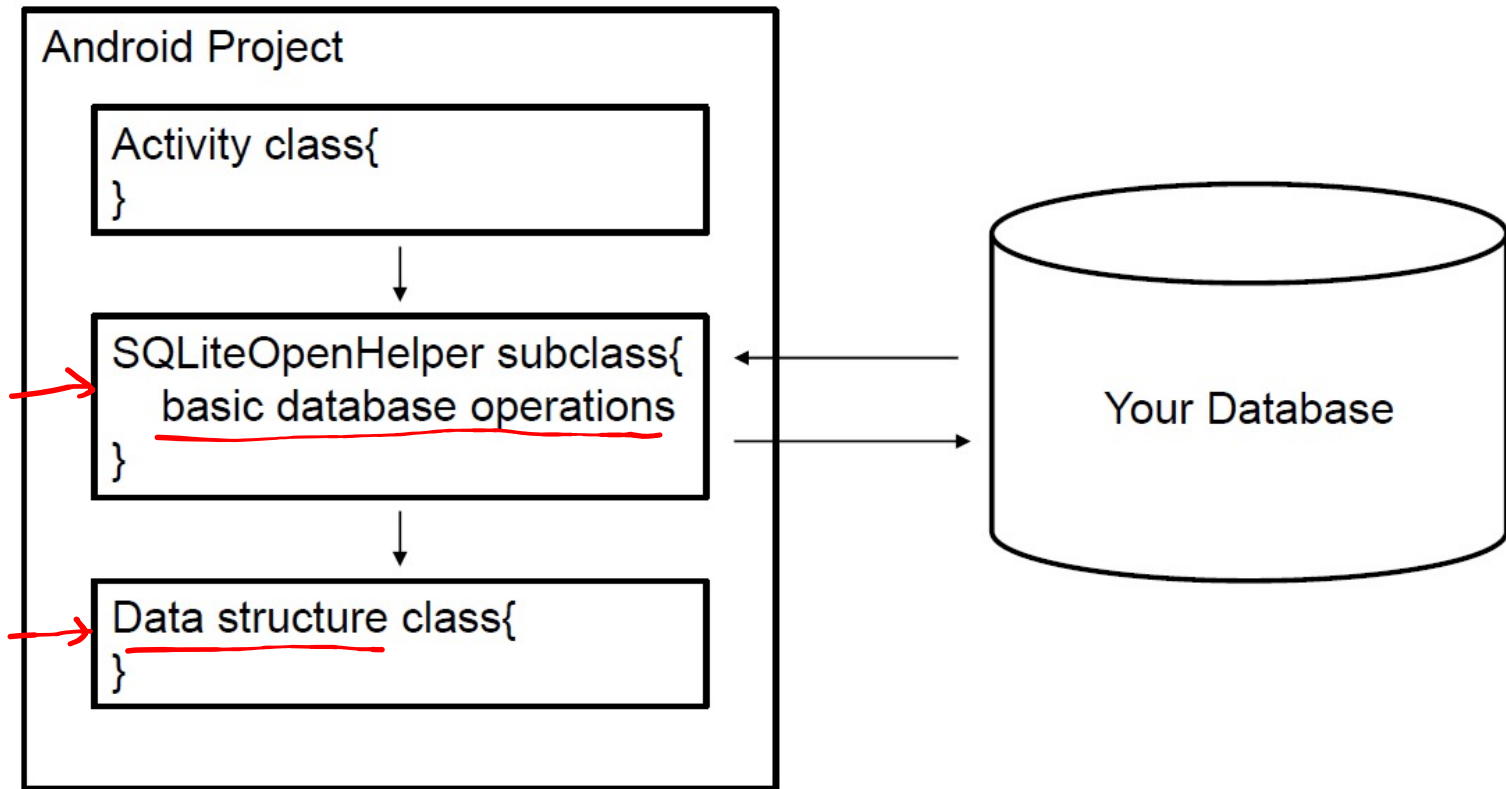 Android Project
Activity class{
}
SQLiteOpenHelper subclass{
basic database operations
}
Your Database
Data structure class{
}